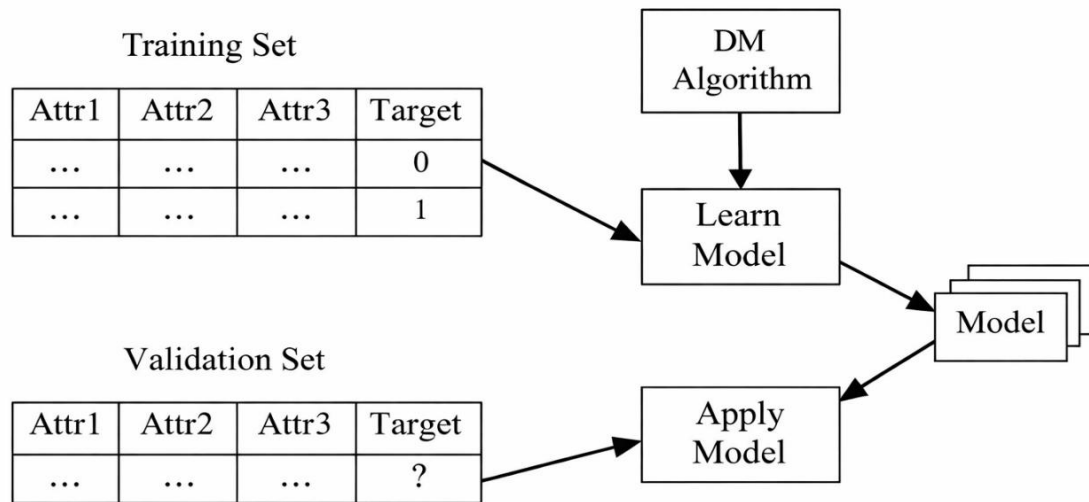 Training Set
Attr1 Attr2 Attr3 Target
... ... ... 0
... ... ... 1
DM
Algorithm
Learn
Model
Model
Validation Set
Attr1 Attr2 Attr3 Target
... ... ... ?
Apply
Model